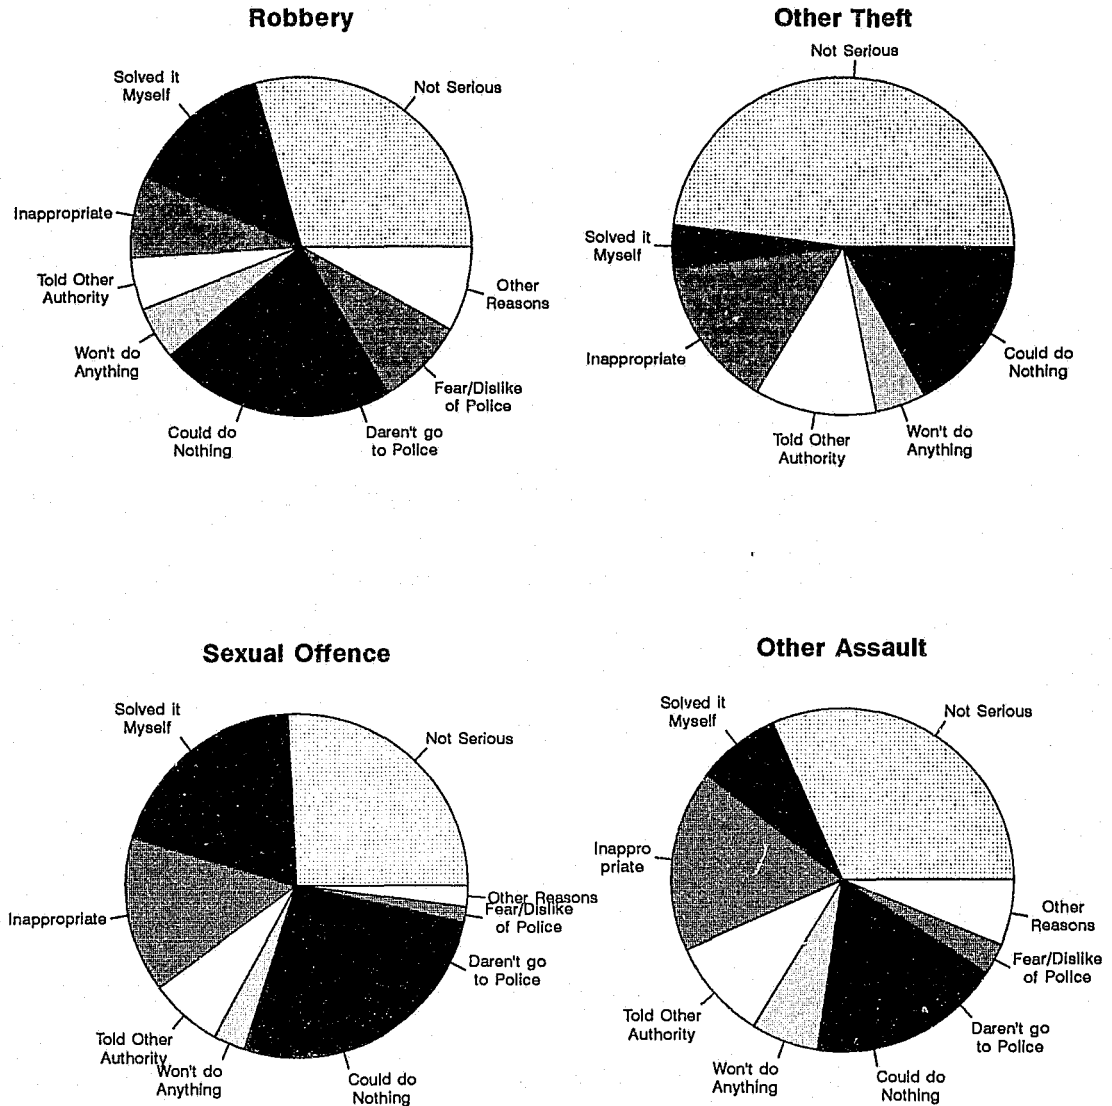 Robbery
Solved it
Myself
Not Serious
Inappropriate
Told Other
Authority
Other
Reasons
Won't do
Anything
Fear/Dislike
of Police
Could do
Nothing
Daren't go
to Police
Other Theft
Not Serious
Solved it
Myself
Inappropriate
Could do
Nothing
Told Other
Authority
Won't do
Anything
Sexual Offence
Solved it
Myself
Not Serious
Inappropriate
Other Reasons
Fear/Dislike
of Police
Daren't go
to Police
Told Other
Authority
Won't do
Anything
Could do
Nothing
Other Assault
Solved it
Myself
Not Serious
Inappro
priate
Other
Reasons
Fear/Dislike
of Police
Told Other
Authority
Daren't go
to Police
Won't do
Anything
Could do
Nothing